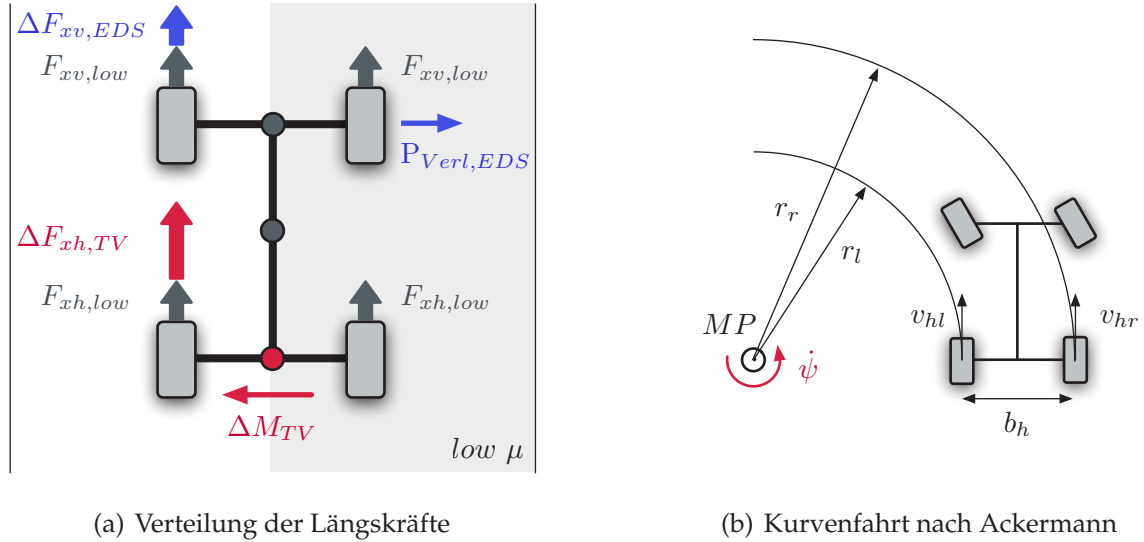 ΔF_{xv,EDS}
F_{xv,low} F_{xv,low}
P_{Verl,EDS}
ΔF_{xh,TV}
F_{xh,low} F_{xh,low}
ΔM_{TV}
low μ
(a) Verteilung der Längskräfte
r_r
r_l
MP
v_{hl} v_{hr}
\dot{ψ}
b_h
(b) Kurvenfahrt nach Ackermann